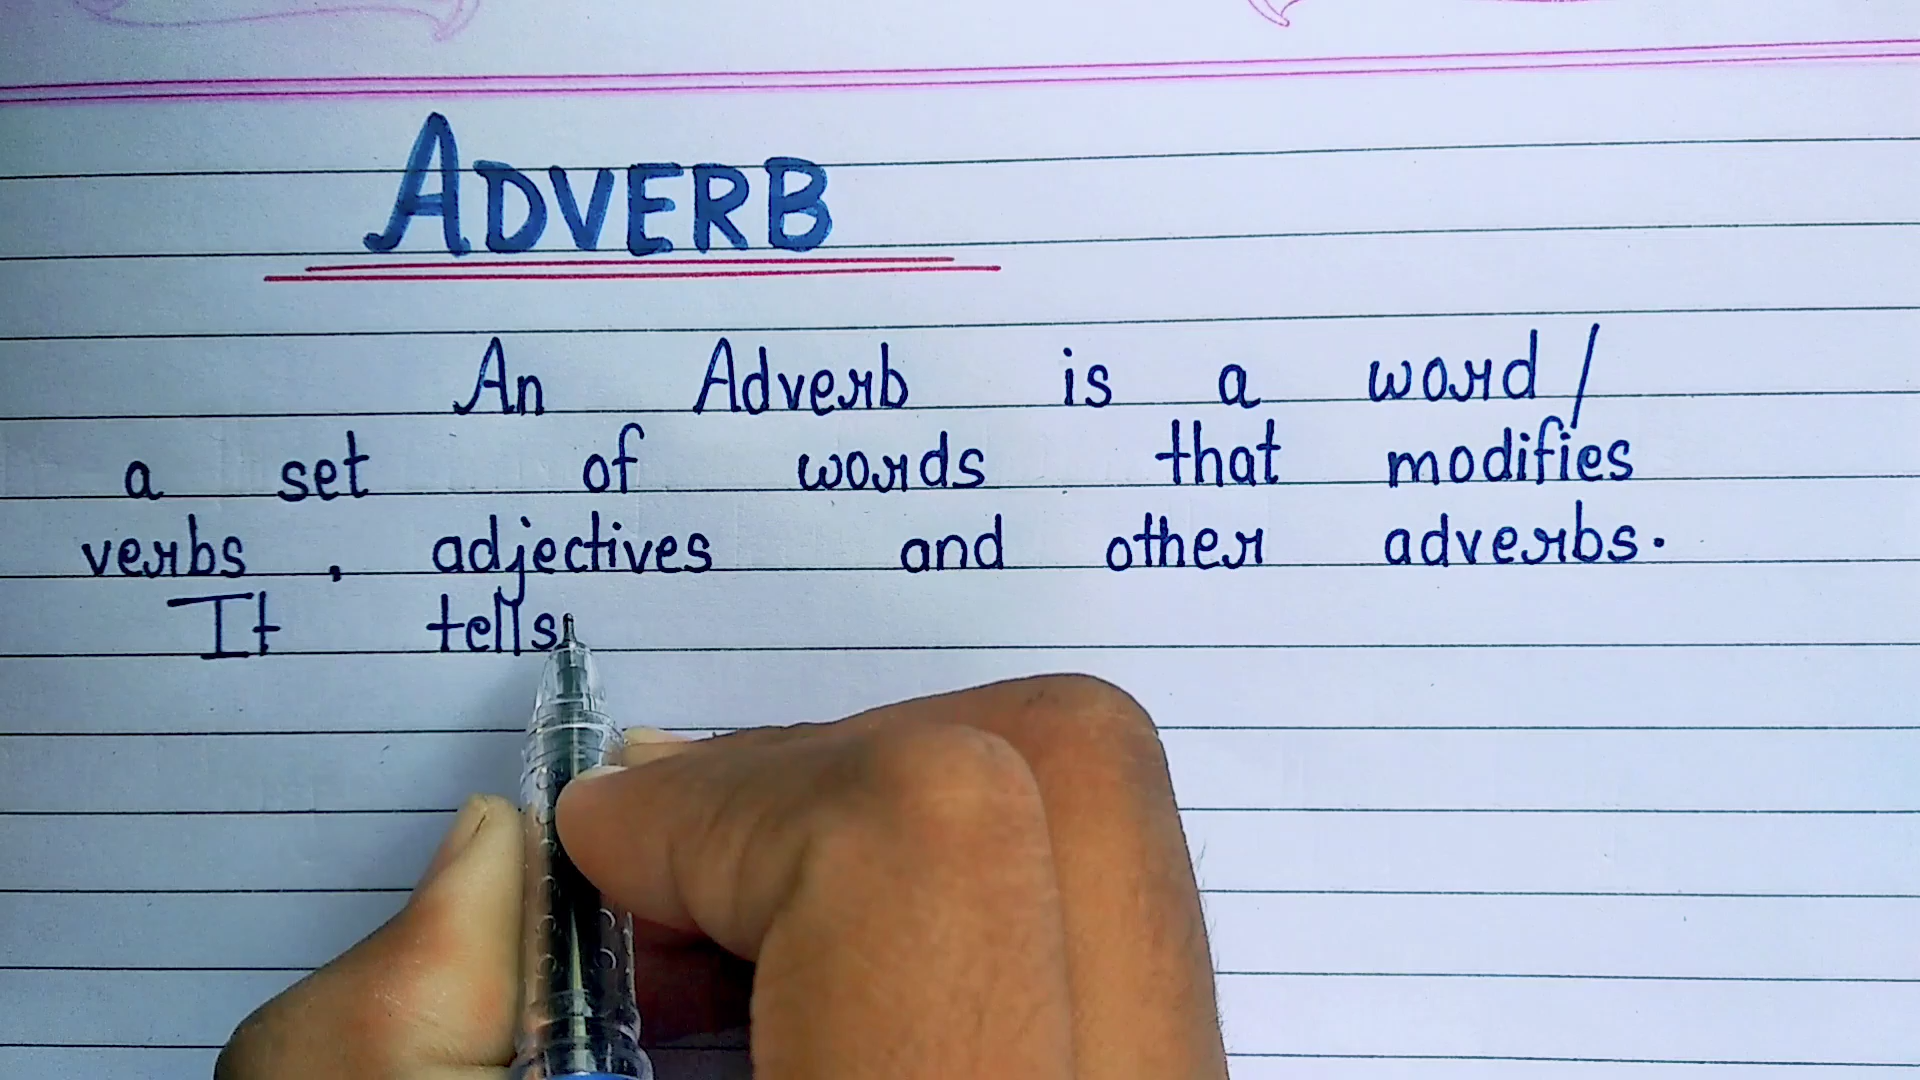 ADVERB
An Adverb is a word /
a set of words that modifies
verbs, adjectives and other adverbs.
It tells